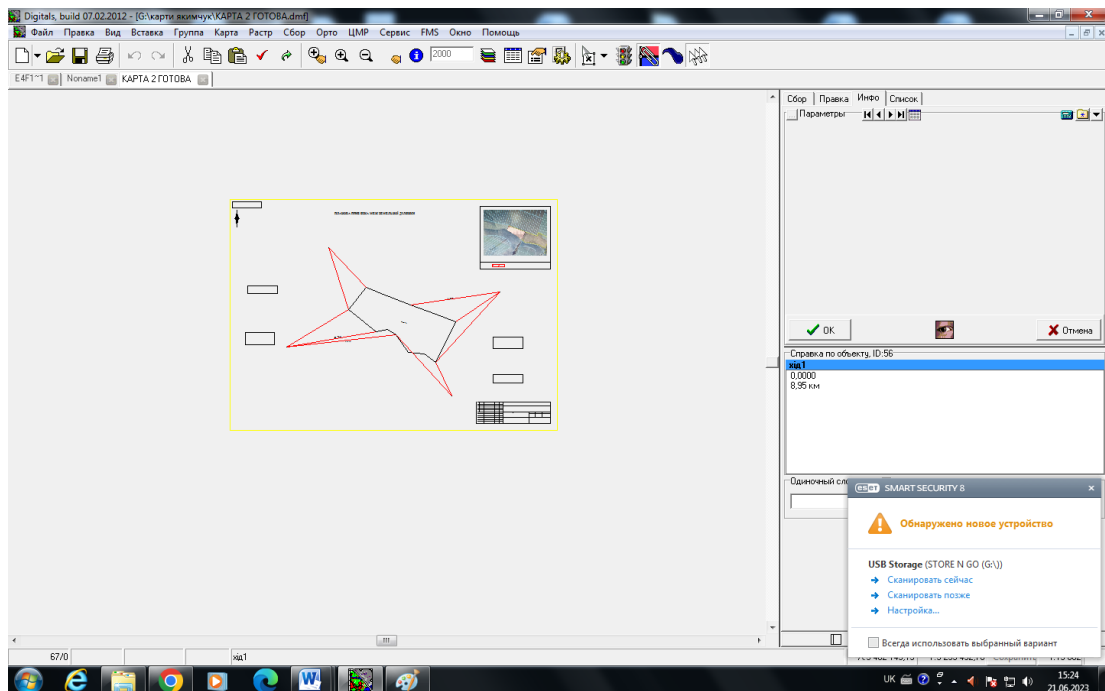 Digitals, build 07.02.2012 - [G:\карти якимчук\КАРТА 2 ГОТОВА.dmf]
Файл Правка Вид Вставка Группа Карта Растр Сбор Орто ЦМР Сервис FMS Окно Помощь
2000
E4F1~1 Noname1 КАРТА 2 ГОТОВА
Сбор Правка Инфо Список
Параметры
OK Отмена
Справка по объекту, ID:56
хід1
0,0000
8,95 км
Одиночный
eset SMART SECURITY 8
Обнаружено новое устройство
USB Storage (STORE N GO (G:\))
Сканировать сейчас
Сканировать позже
Настройка...
Всегда использовать выбранный вариант
67/0 хід1
UK 15:24
21.06.2023